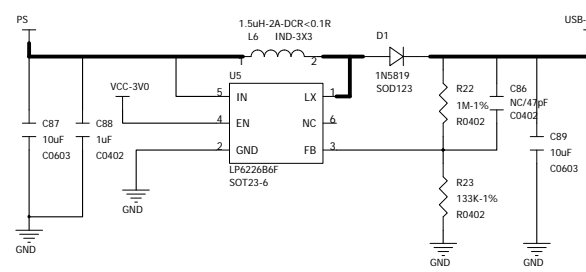 PS
1.5uH-2A-DCR<0.1R
L6 IND-3X3
1 2
D1
1N5819
SOD123
USB-
VCC-3V0
U5
5 IN LX 1
4 EN NC 6
2 GND FB 3
LP6226B6F
SOT23-6
C87
10uF
C0603
C88
1uF
C0402
R22
1M-1%
R0402
C86
NC/47pF
C0402
C89
10uF
C0603
R23
133K-1%
R0402
GND
GND
GND
GND